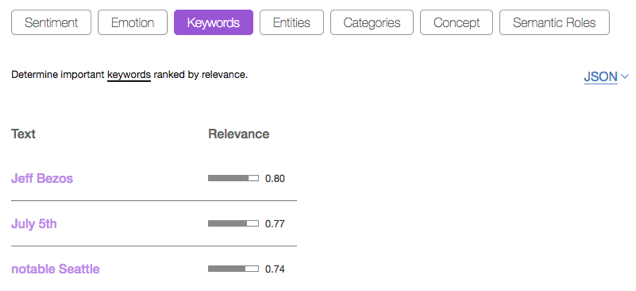 Sentiment Emotion Keywords Entities Categories Concept Semantic Roles
Determine important keywords ranked by relevance. JSON
Text Relevance
Jeff Bezos 0.80
July 5th 0.77
notable Seattle 0.74